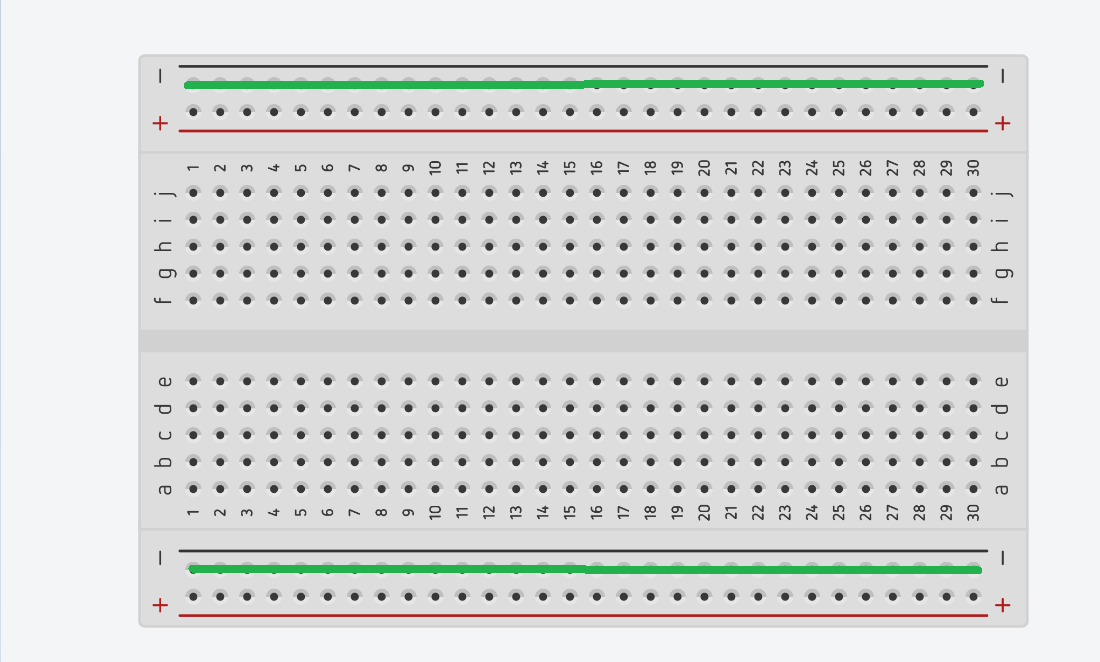 − −
+ +
1 2 3 4 5 6 7 8 9 10 11 12 13 14 15 16 17 18 19 20 21 22 23 24 25 26 27 28 29 30
j j
i i
h h
g g
f f
e e
d d
c c
b b
a a
1 2 3 4 5 6 7 8 9 10 11 12 13 14 15 16 17 18 19 20 21 22 23 24 25 26 27 28 29 30
− −
+ +